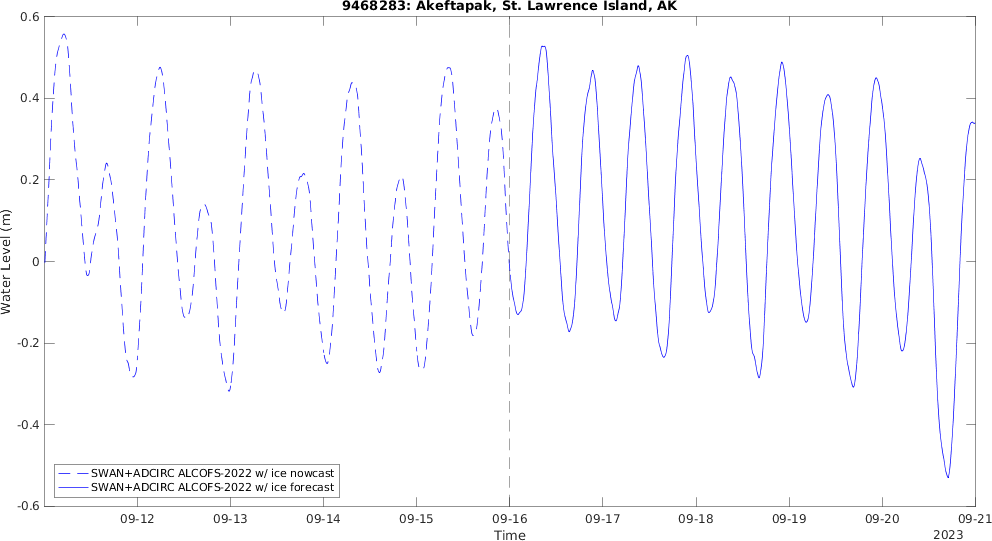 9468283: Akeftapak, St. Lawrence Island, AK
0.6
0.4
0.2
0
-0.2
-0.4
-0.6
Water Level (m)
SWAN+ADCIRC ALCOFS-2022 w/ ice nowcast
SWAN+ADCIRC ALCOFS-2022 w/ ice forecast
09-12 09-13 09-14 09-15 09-16 09-17 09-18 09-19 09-20 09-21
Time
2023